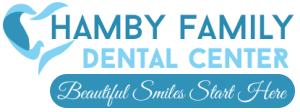 HAMBY FAMILY
DENTAL CENTER
Beautiful Smiles Start Here